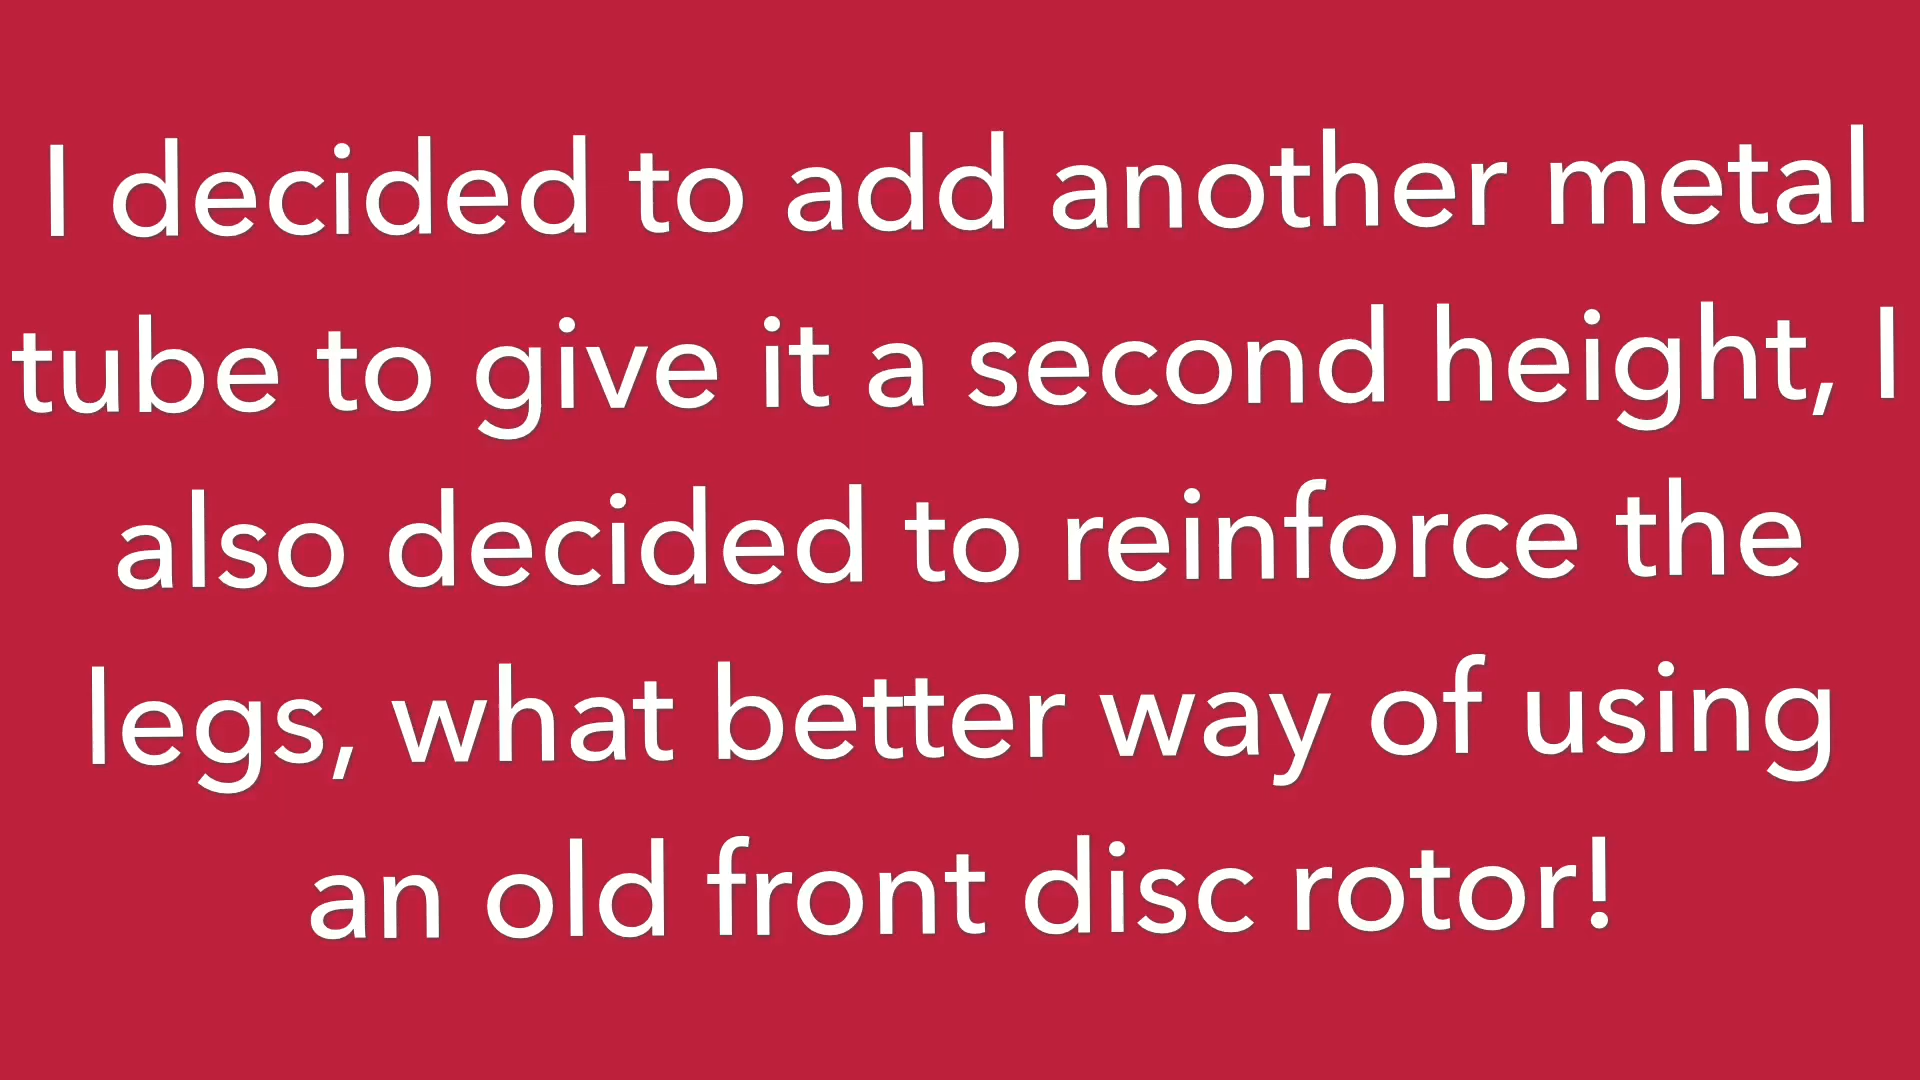 I decided to add another metal
tube to give it a second height, I
also decided to reinforce the
legs, what better way of using
an old front disc rotor!